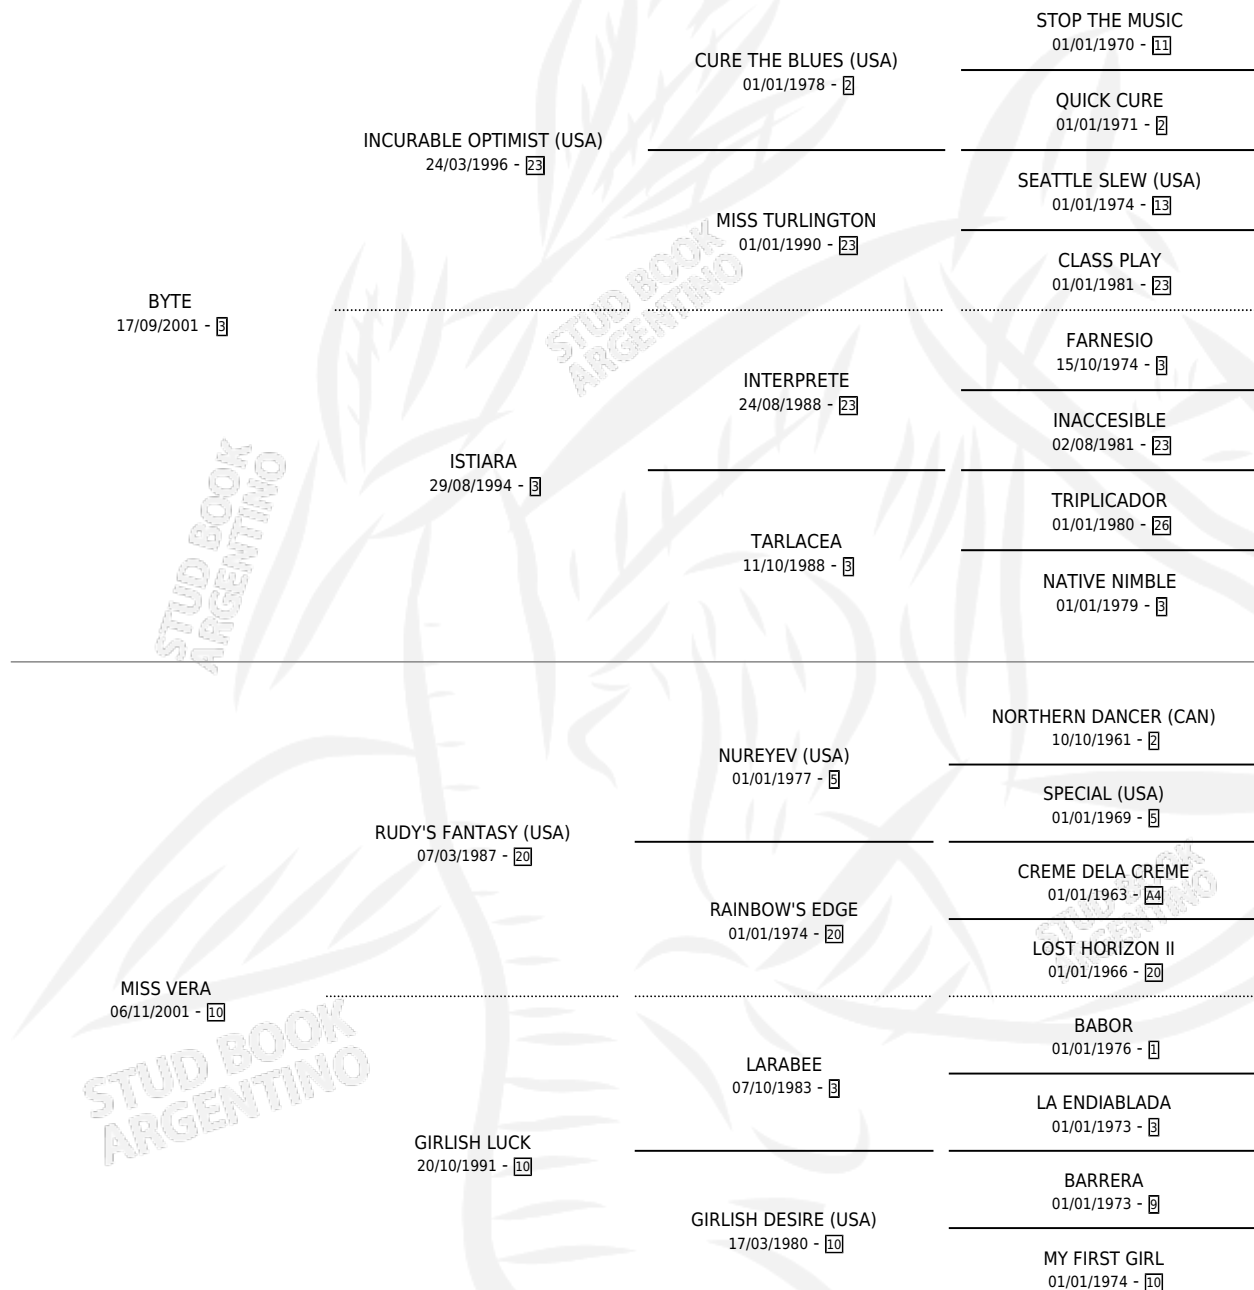 STOP THE MUSIC
01/01/1970 - 11
CURE THE BLUES (USA)
01/01/1978 - 2
QUICK CURE
01/01/1971 - 2
INCURABLE OPTIMIST (USA)
24/03/1996 - 23
SEATTLE SLEW (USA)
01/01/1974 - 13
MISS TURLINGTON
01/01/1990 - 23
CLASS PLAY
01/01/1981 - 23
BYTE
17/09/2001 - 3
FARNESIO
15/10/1974 - 3
INTERPRETE
24/08/1988 - 23
INACCESIBLE
02/08/1981 - 23
ISTIARA
29/08/1994 - 3
TRIPLICADOR
01/01/1980 - 26
TARLACEA
11/10/1988 - 3
NATIVE NIMBLE
01/01/1979 - 3
NORTHERN DANCER (CAN)
10/10/1961 - 2
NUREYEV (USA)
01/01/1977 - 5
SPECIAL (USA)
01/01/1969 - 5
RUDY'S FANTASY (USA)
07/03/1987 - 20
CREME DELA CREME
01/01/1963 - A4
RAINBOW'S EDGE
01/01/1974 - 20
LOST HORIZON II
01/01/1966 - 20
MISS VERA
06/11/2001 - 10
BABOR
01/01/1976 - 1
LARABEE
07/10/1983 - 3
LA ENDIABLADA
01/01/1973 - 3
GIRLISH LUCK
20/10/1991 - 10
BARRERA
01/01/1973 - 9
GIRLISH DESIRE (USA)
17/03/1980 - 10
MY FIRST GIRL
01/01/1974 - 10
STUD BOOK
ARGENTINO
STUD BOOK
ARGENTINO
STUD BOOK
ARGENTINO
STUD BOOK
ARGENTINO